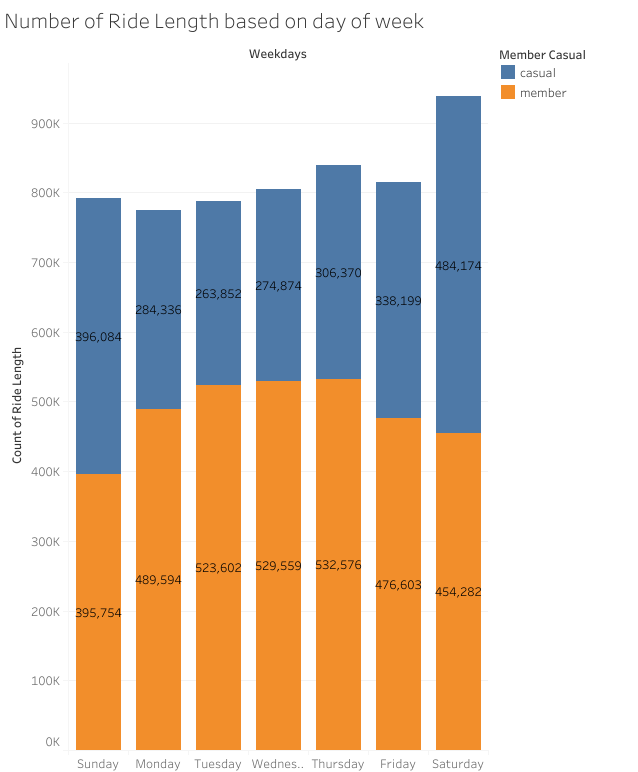 Number of Ride Length based on day of week
Weekdays
Member Casual
casual
member
Count of Ride Length
900K
800K
700K
600K
500K
400K
300K
200K
100K
0K
396,084
284,336
263,852
274,874
306,370
338,199
484,174
395,754
489,594
523,602
529,559
532,576
476,603
454,282
Sunday Monday Tuesday Wednes.. Thursday Friday Saturday